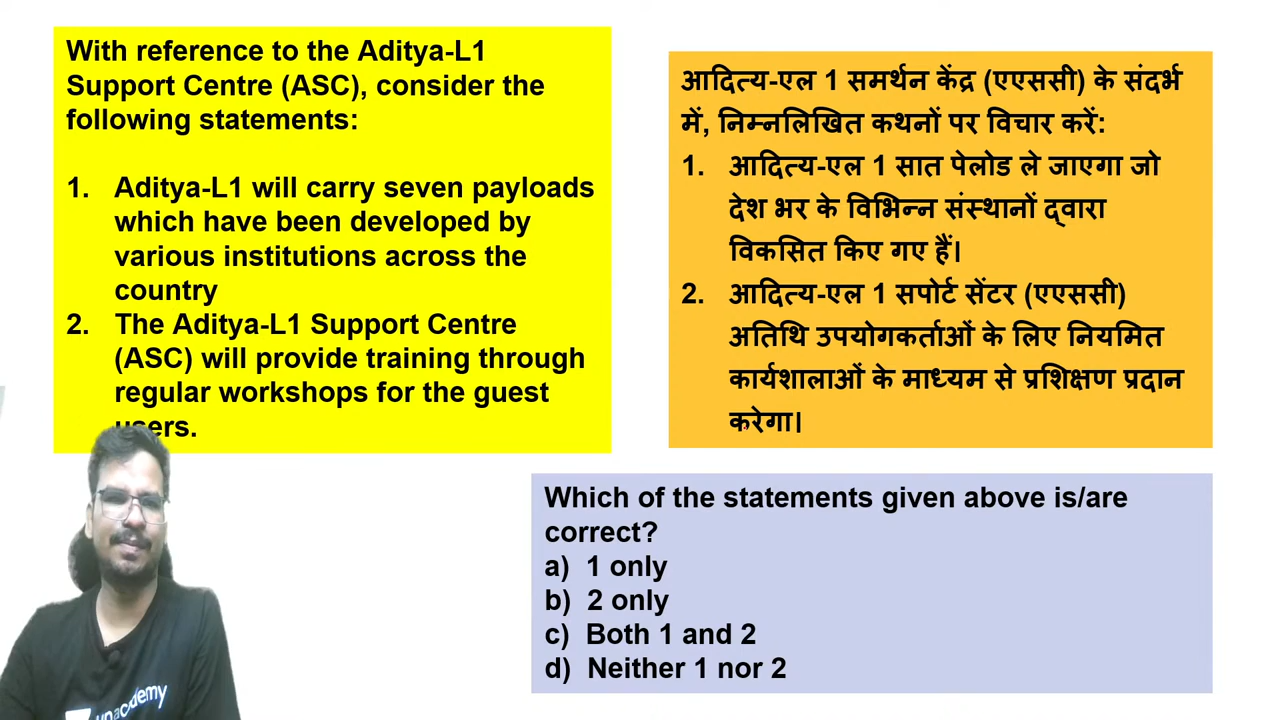 With reference to the Aditya-L1
Support Centre (ASC), consider the
following statements:
1. Aditya-L1 will carry seven payloads
which have been developed by
various institutions across the
country
2. The Aditya-L1 Support Centre
(ASC) will provide training through
regular workshops for the guest
users.
आदित्य-एल 1 समर्थन केंद्र (एएससी) के संदर्भ
में, निम्नलिखित कथनों पर विचार करें:
1. आदित्य-एल 1 सात पेलोड ले जाएगा जो
देश भर के विभिन्न संस्थानों द्वारा
विकसित किए गए हैं।
2. आदित्य-एल 1 सपोर्ट सेंटर (एएससी)
अतिथि उपयोगकर्ताओं के लिए नियमित
कार्यशालाओं के माध्यम से प्रशिक्षण प्रदान
करेगा।
Which of the statements given above is/are
correct?
a) 1 only
b) 2 only
c) Both 1 and 2
d) Neither 1 nor 2
unacademy